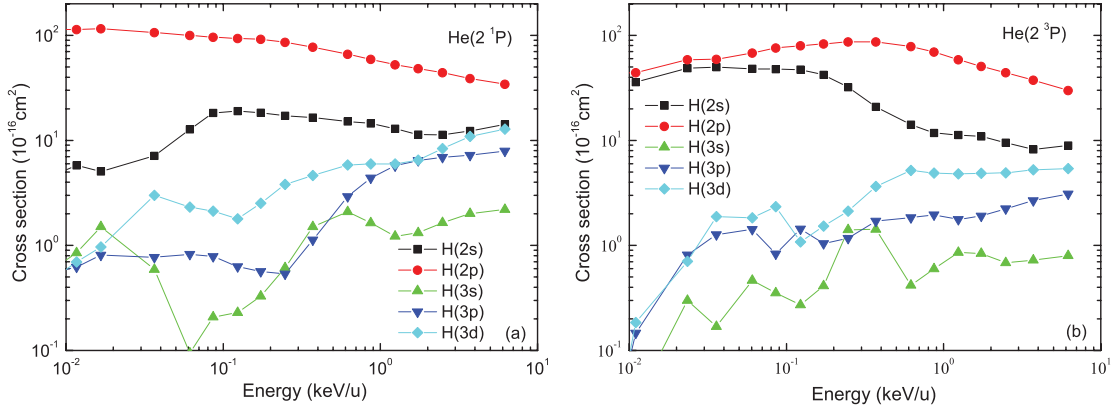 He(2 ¹P)
Cross section (10⁻¹⁶cm²)
10²
10¹
10⁰
10⁻¹
H(2s)
H(2p)
H(3s)
H(3p)
H(3d)
(a)
10⁻²
10⁻¹
10⁰
10¹
Energy (keV/u)
He(2 ³P)
Cross section (10⁻¹⁶cm²)
10²
10¹
10⁰
10⁻¹
H(2s)
H(2p)
H(3s)
H(3p)
H(3d)
(b)
10⁻²
10⁻¹
10⁰
10¹
Energy (keV/u)